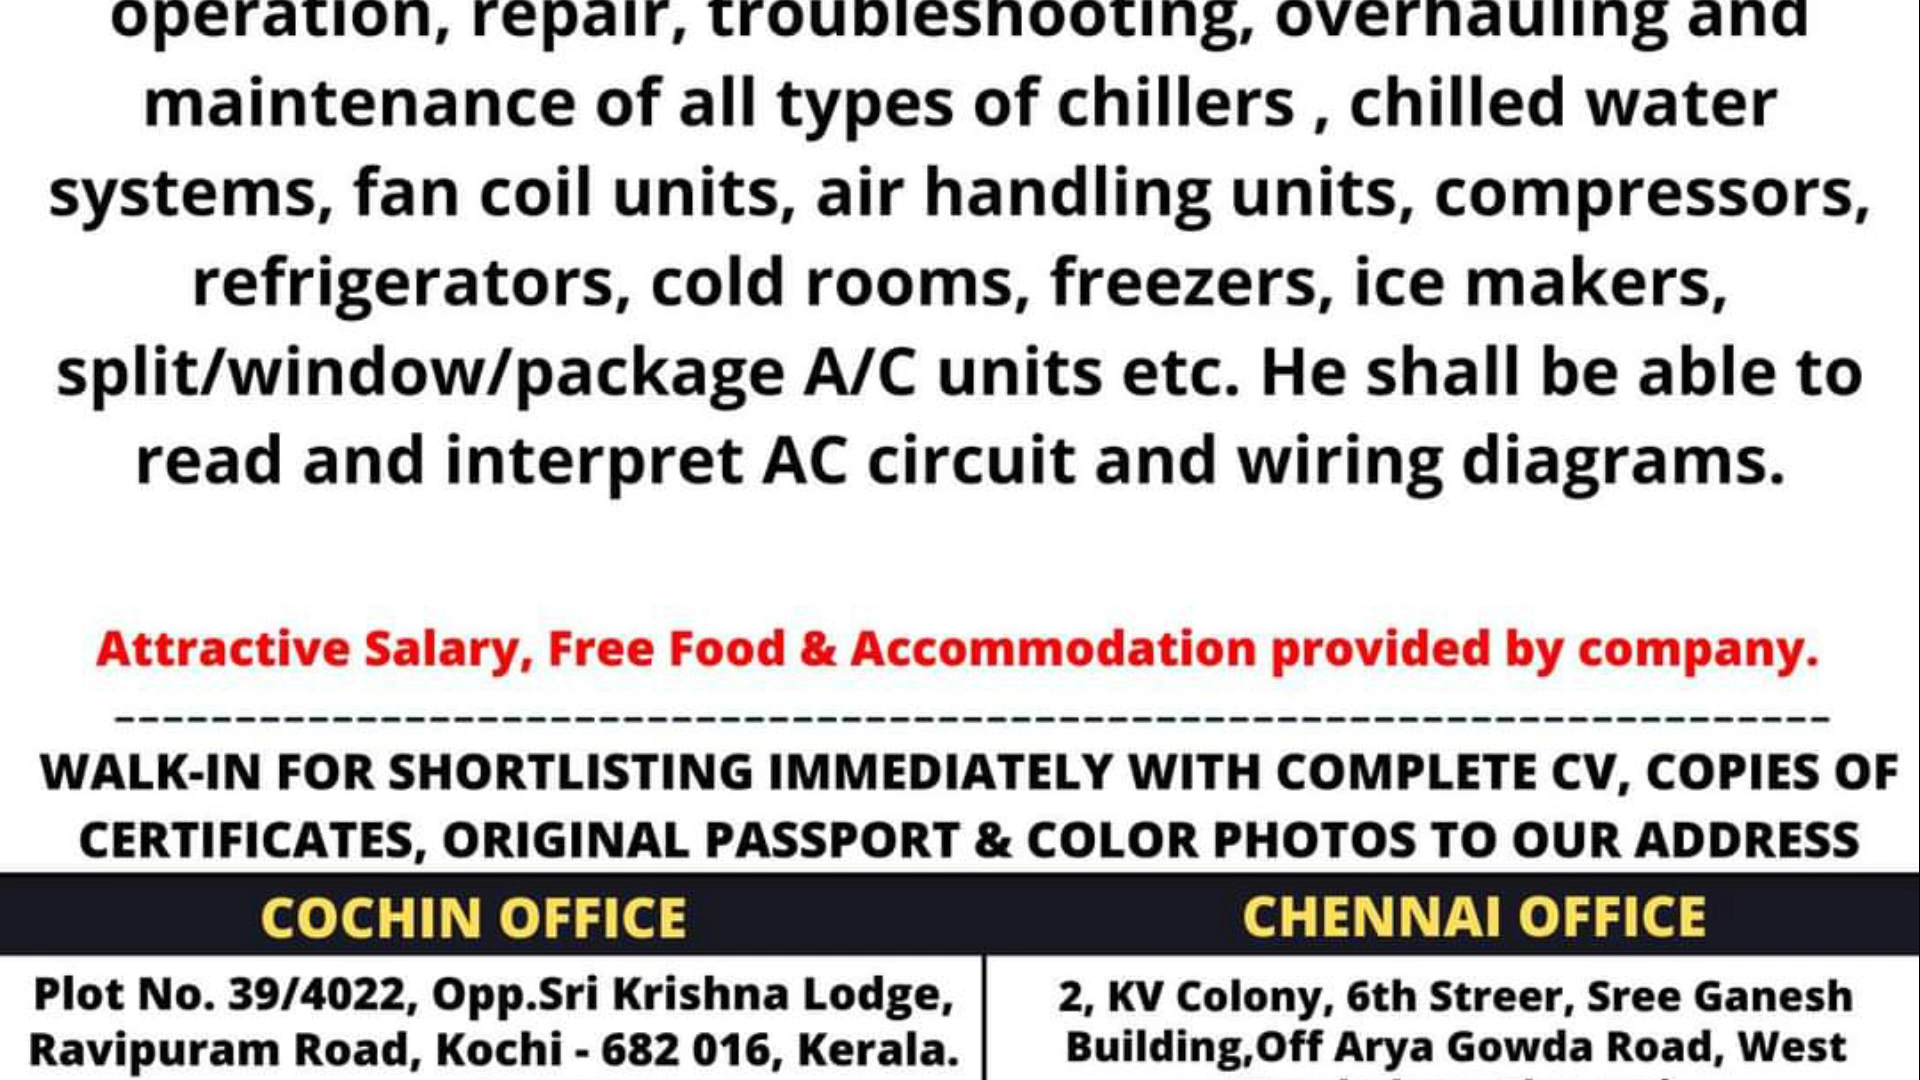 operation, repair, troubleshooting, overhauling and
maintenance of all types of chillers , chilled water
systems, fan coil units, air handling units, compressors,
refrigerators, cold rooms, freezers, ice makers,
split/window/package A/C units etc. He shall be able to
read and interpret AC circuit and wiring diagrams.
Attractive Salary, Free Food & Accommodation provided by company.
-----------------------------------------------------------------------
WALK-IN FOR SHORTLISTING IMMEDIATELY WITH COMPLETE CV, COPIES OF
CERTIFICATES, ORIGINAL PASSPORT & COLOR PHOTOS TO OUR ADDRESS
COCHIN OFFICE
Plot No. 39/4022, Opp.Sri Krishna Lodge,
Ravipuram Road, Kochi - 682 016, Kerala.
CHENNAI OFFICE
2, KV Colony, 6th Streer, Sree Ganesh
Building,Off Arya Gowda Road, West